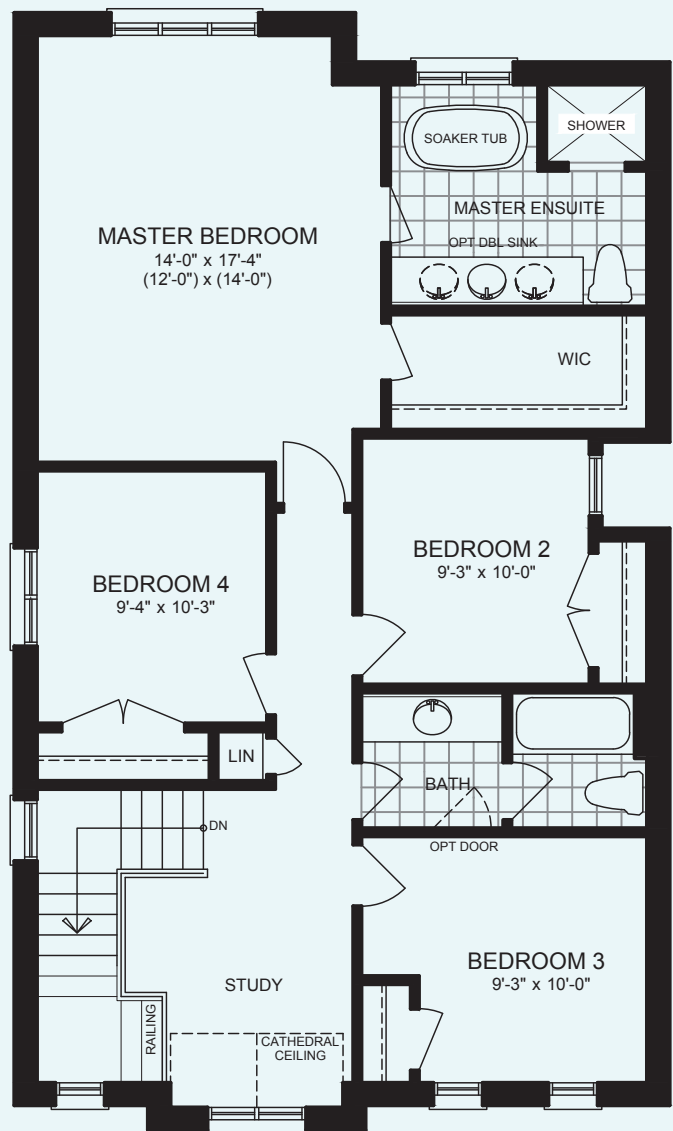 SOAKER TUB
SHOWER
MASTER ENSUITE
OPT DBL SINK
MASTER BEDROOM
14'-0" x 17'-4"
(12'-0") x (14'-0")
WIC
BEDROOM 2
9'-3" x 10'-0"
BEDROOM 4
9'-4" x 10'-3"
LIN
BATH
DN
OPT DOOR
BEDROOM 3
9'-3" x 10'-0"
STUDY
RAILING
CATHEDRAL
CEILING